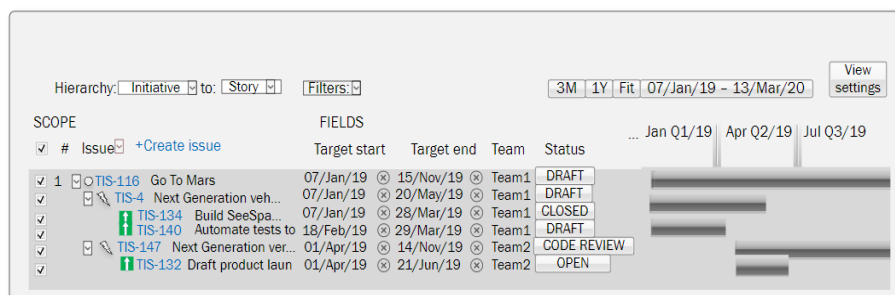 View
Hierarchy: Initiative to: Story Filters: 3M 1Y Fit 07/Jan/19 – 13/Mar/20 settings
SCOPE FIELDS
... Jan Q1/19 Apr Q2/19 Jul Q3/19
# Issue +Create issue Target start Target end Team Status
1 TIS-116 Go To Mars 07/Jan/19 15/Nov/19 Team1 DRAFT
TIS-4 Next Generation veh... 07/Jan/19 20/May/19 Team1 DRAFT
TIS-134 Build SeeSpa... 07/Jan/19 28/Mar/19 Team1 CLOSED
TIS-140 Automate tests to 18/Feb/19 29/Mar/19 Team1 DRAFT
TIS-147 Next Generation ver... 01/Apr/19 14/Nov/19 Team2 CODE REVIEW
TIS-132 Draft product laun 01/Apr/19 21/Jun/19 Team2 OPEN